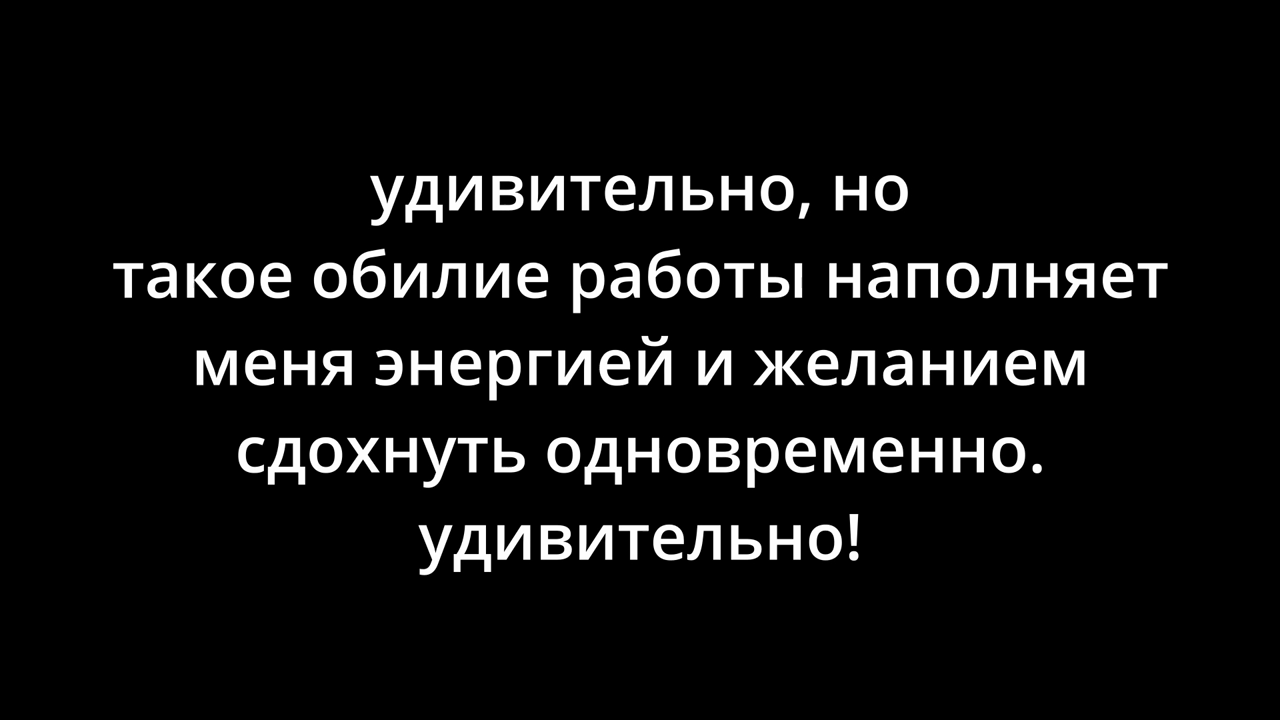 удивительно, но
такое обилие работы наполняет
меня энергией и желанием
сдохнуть одновременно.
удивительно!